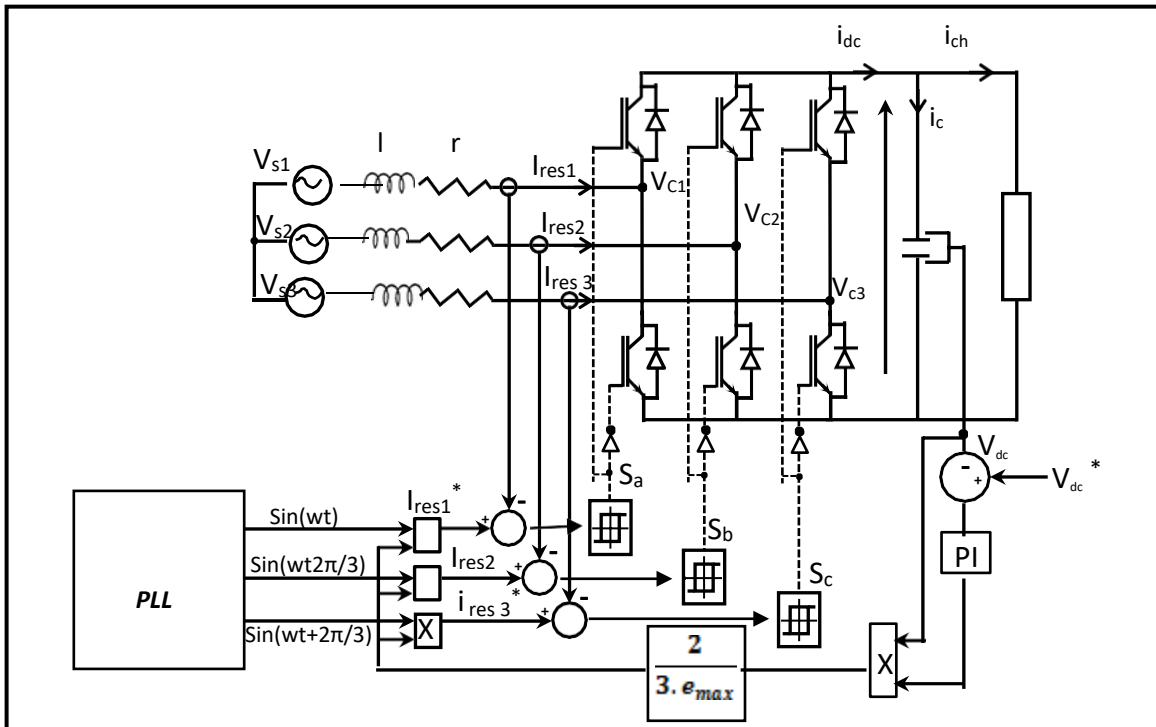 i_dc
i_ch
i_c
l
r
V_s1
I_res1
V_C1
V_s2
I_res2
V_C2
V_s3
I_res 3
V_c3
V_dc
-
+
V_dc *
PI
X
S_a
S_b
S_c
PLL
Sin(wt)
I_res1 *
+
-
Sin(wt2π/3)
I_res2 *
+
-
Sin(wt+2π/3)
X
i_res 3
+
-
2
3. e_max